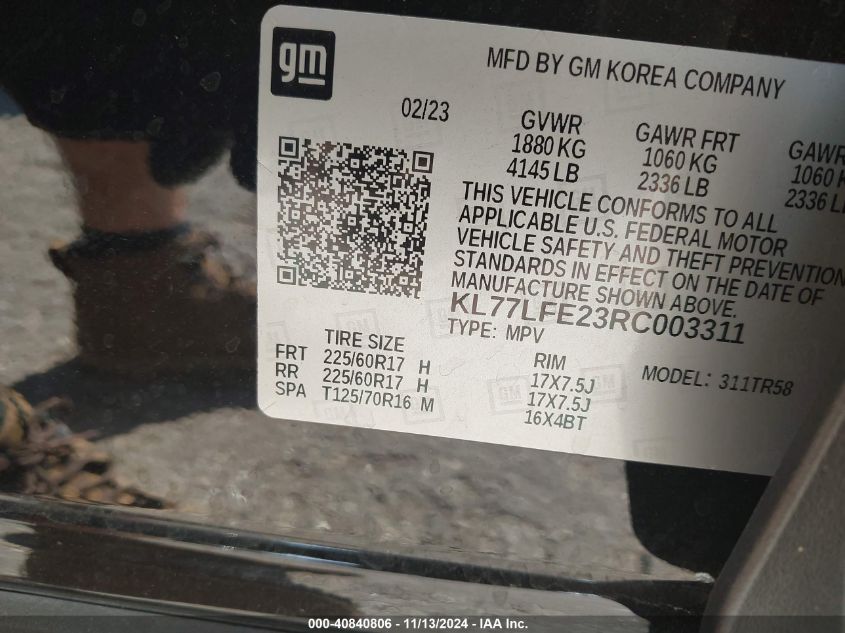 gm
MFD BY GM KOREA COMPANY
02/23
GVWR
1880 KG
4145 LB
GAWR FRT
1060 KG
2336 LB
GAWR
1060 K
2336 L
THIS VEHICLE CONFORMS TO ALL
APPLICABLE U.S. FEDERAL MOTOR
VEHICLE SAFETY AND THEFT PREVENTION
STANDARDS IN EFFECT ON THE DATE OF
MANUFACTURE SHOWN ABOVE.
KL77LFE23RC003311
TYPE: MPV
TIRE SIZE
FRT 225/60R17 H
RR 225/60R17 H
SPA T125/70R16 M
RIM
17X7.5J
17X7.5J
16X4BT
MODEL: 311TR58
000-40840806 - 11/13/2024 - IAA Inc.